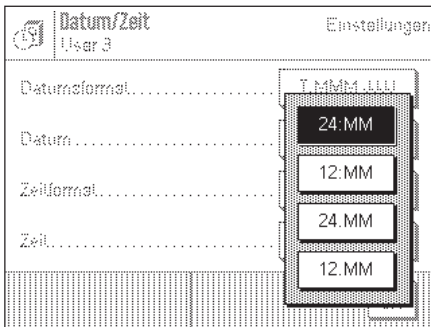 Datum/Zeit
Einstellungen
User 3
Datumsformat
T.MMM.JJJJ
Datum
Zeitformat
Zeit
24:MM
12:MM
24.MM
12.MM